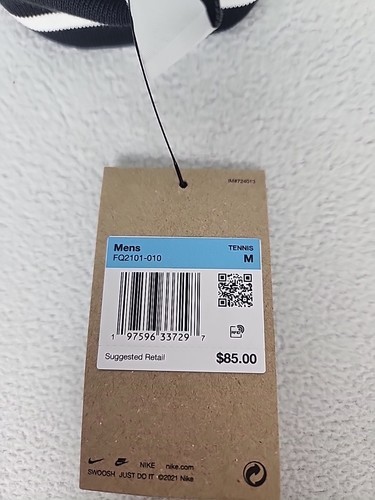 Mens TENNIS
FQ2101-010 M
1 97596 33729 7
Suggested Retail $85.00
NIKE nike.com
SWOOSH JUST DO IT ©2021 Nike